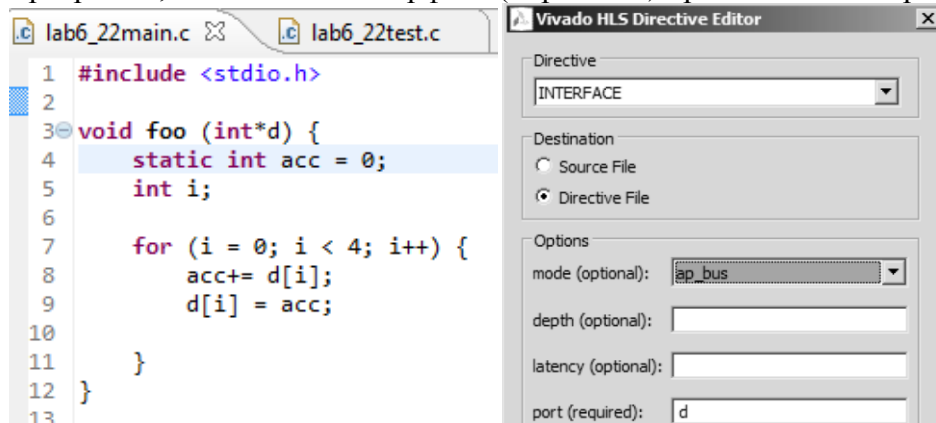 lab6_22main.c
lab6_22test.c
1 #include <stdio.h>
2
3 void foo (int*d) {
4 static int acc = 0;
5 int i;
6
7 for (i = 0; i < 4; i++) {
8 acc+= d[i];
9 d[i] = acc;
10
11 }
12 }
13
Vivado HLS Directive Editor
Directive
INTERFACE
Destination
Source File
Directive File
Options
mode (optional): ap_bus
depth (optional):
latency (optional):
port (required): d